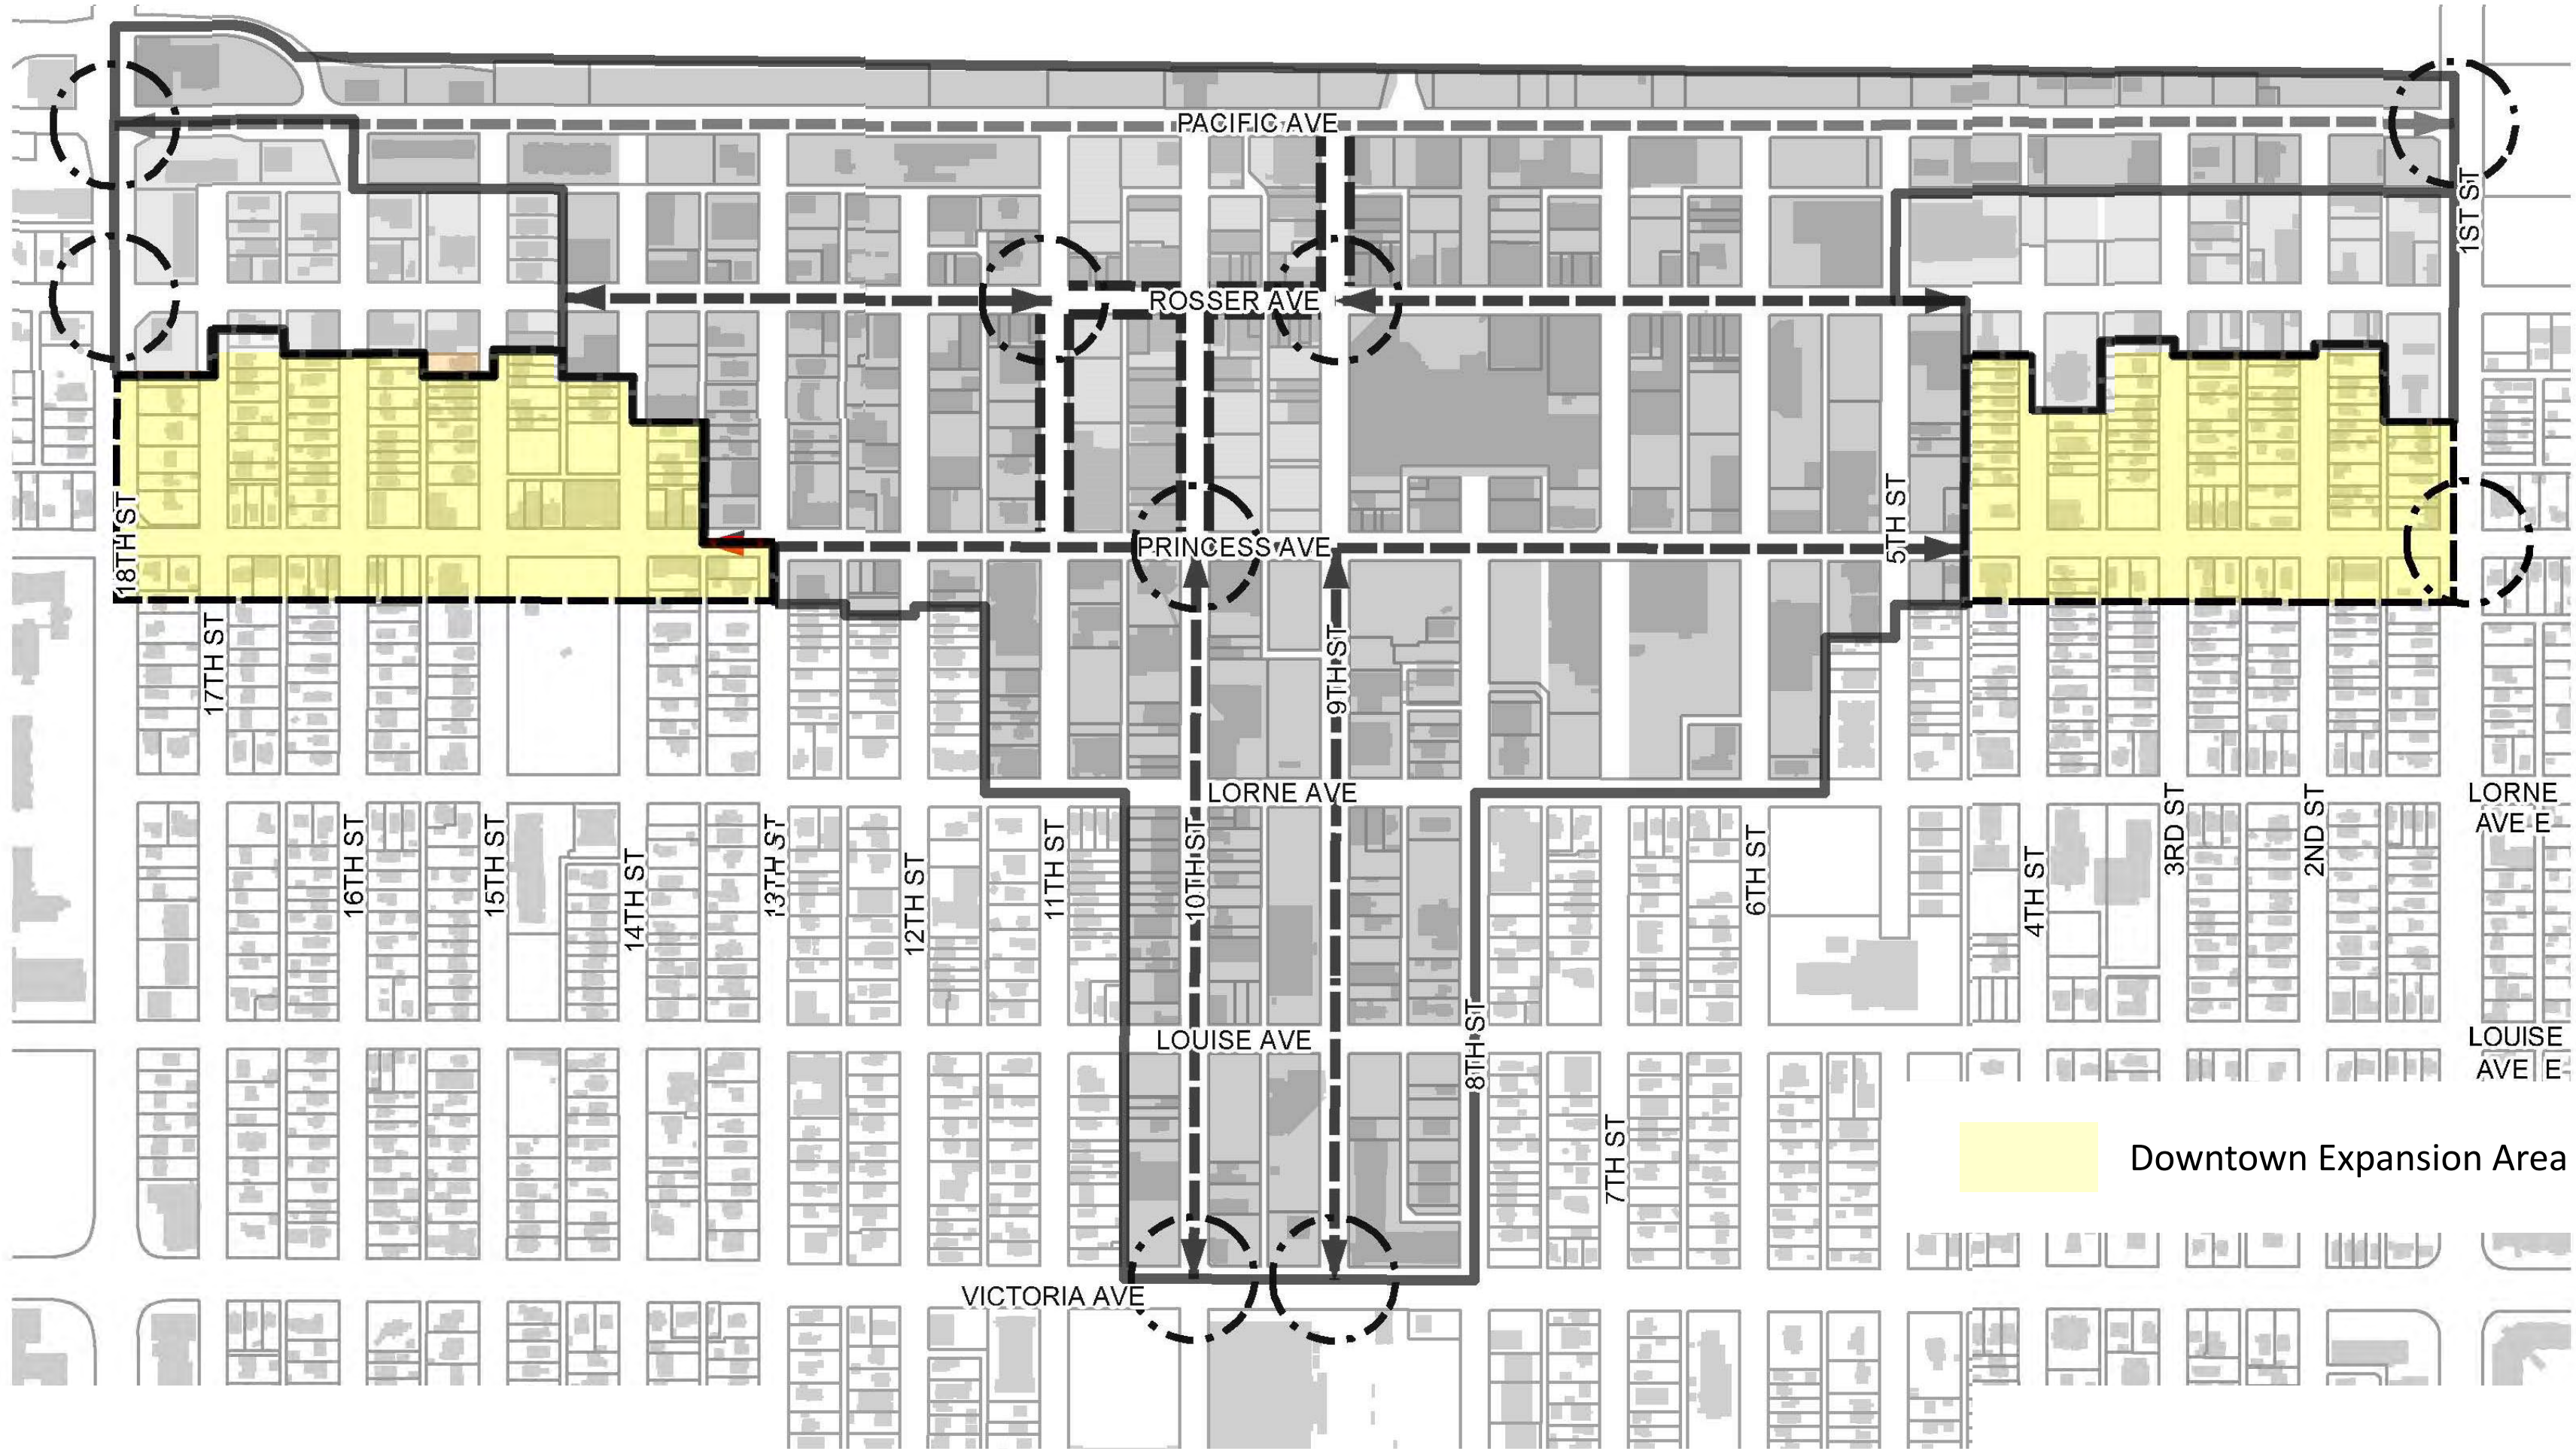 PACIFIC AVE
1ST ST
ROSSER AVE
18TH ST
PRINCESS AVE
5TH ST
17TH ST
9TH ST
LORNE AVE
LORNE
AVE E
16TH ST
15TH ST
14TH ST
13TH ST
12TH ST
11TH ST
10TH ST
6TH ST
4TH ST
3RD ST
2ND ST
LOUISE AVE
8TH ST
LOUISE
AVE E
7TH ST
Downtown Expansion Area
VICTORIA AVE